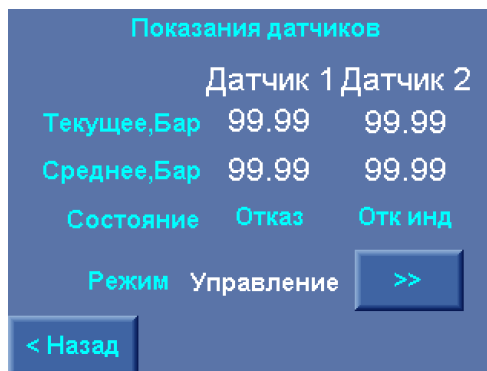 Показания датчиков
Датчик 1 Датчик 2
Текущее,Бар 99.99 99.99
Среднее,Бар 99.99 99.99
Состояние Отказ Отк инд
Режим Управление >>
< Назад